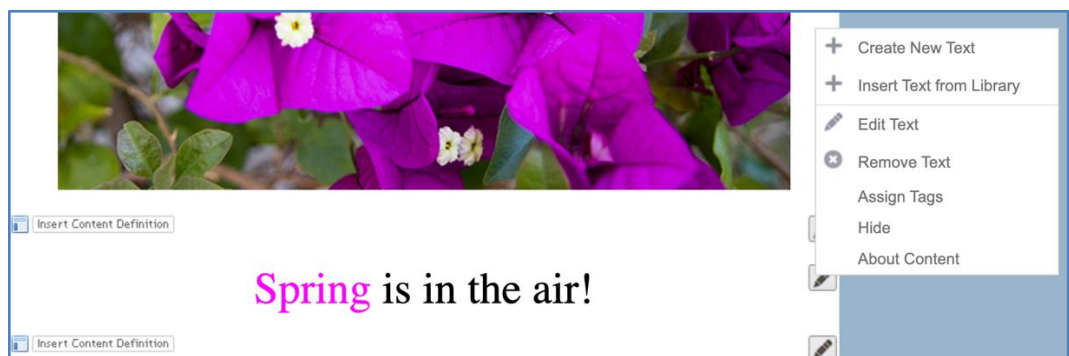 Create New Text
Insert Text from Library
Edit Text
Remove Text
Assign Tags
Hide
About Content
Insert Content Definition
Spring is in the air!
Insert Content Definition